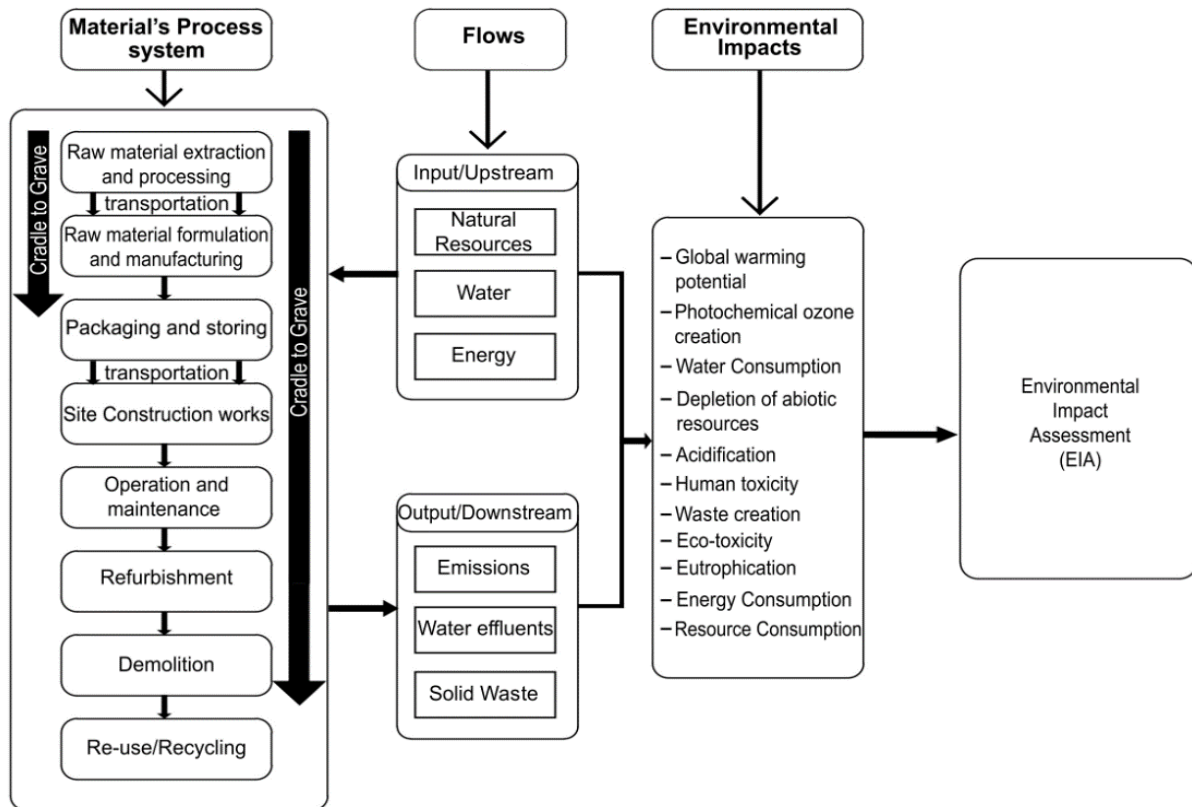 Material's Process
system
Flows
Environmental
Impacts
Cradle to Grave
Raw material extraction
and processing
transportation
Raw material formulation
and manufacturing
Packaging and storing
transportation
Site Construction works
Operation and
maintenance
Refurbishment
Demolition
Re-use/Recycling
Cradle to Grave
Input/Upstream
Natural
Resources
Water
Energy
Output/Downstream
Emissions
Water effluents
Solid Waste
– Global warming
potential
– Photochemical ozone
creation
– Water Consumption
– Depletion of abiotic
resources
– Acidification
– Human toxicity
– Waste creation
– Eco-toxicity
– Eutrophication
– Energy Consumption
– Resource Consumption
Environmental
Impact
Assessment
(EIA)